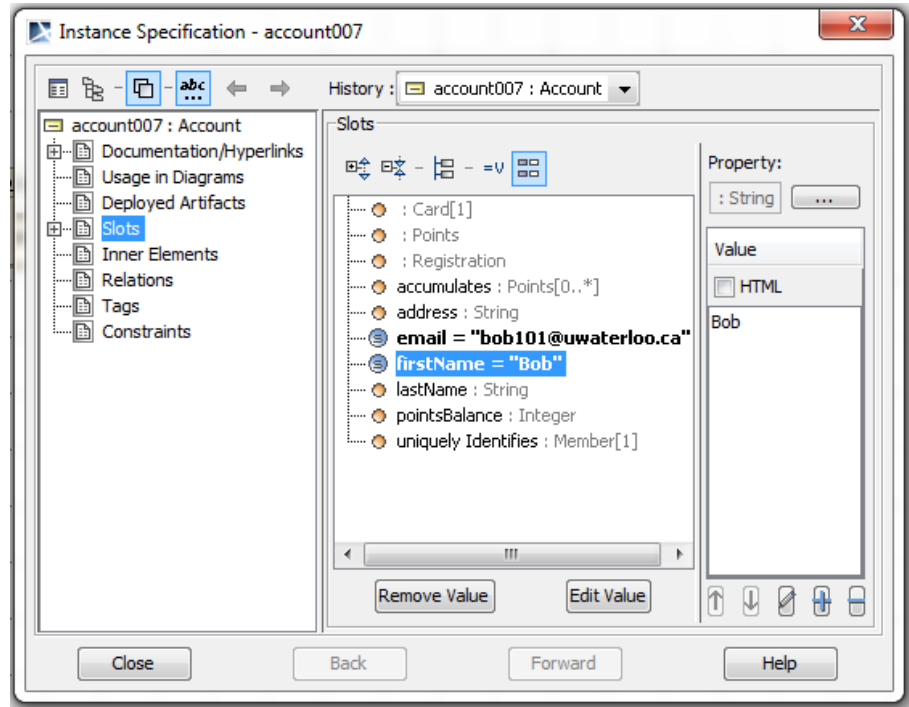 Instance Specification - account007
x
abc
...
History : account007 : Account
account007 : Account
Documentation/Hyperlinks
Usage in Diagrams
Deployed Artifacts
Slots
Inner Elements
Relations
Tags
Constraints
Slots
=v
: Card[1]
: Points
: Registration
accumulates : Points[0..*]
address : String
email = "bob101@uwaterloo.ca"
firstName = "Bob"
lastName : String
pointsBalance : Integer
uniquely Identifies : Member[1]
Remove Value
Edit Value
Property:
: String
...
Value
HTML
Bob
Close
Back
Forward
Help